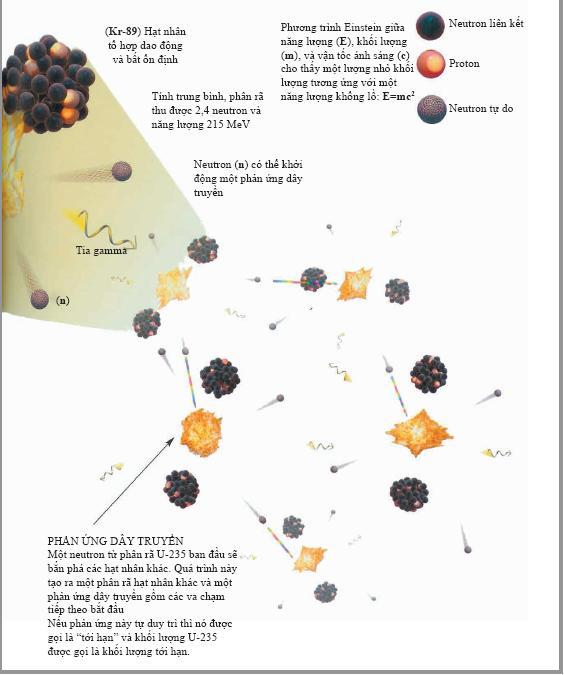 (Kr-89) Hạt nhân
tổ hợp dao động
và bất ổn định
Tính trung bình, phân rã
thu được 2,4 neutron và
năng lượng 215 MeV
Neutron (n) có thể khởi
động một phản ứng dây
truyền
Phương trình Einstein giữa
năng lượng (E), khối lượng
(m), và vận tốc ánh sáng (c)
cho thấy một lượng nhỏ khối
lượng tương ứng với một
năng lượng khổng lồ: E=mc²
Neutron liên kết
Proton
Neutron tự do
Tia gamma
(n)
PHẢN ỨNG DÂY TRUYỀN
Một neutron từ phân rã U-235 ban đầu sẽ
bắn phá các hạt nhân khác. Quá trình này
tạo ra một phân rã hạt nhân khác và một
phản ứng dây truyền gồm các va chạm
tiếp theo bắt đầu
Nếu phản ứng này tự duy trì thì nó được
gọi là “tới hạn” và khối lượng U-235
được gọi là khối lượng tới hạn.